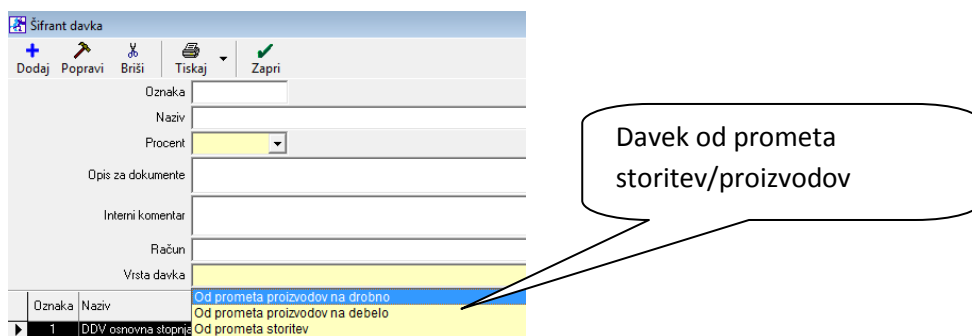 Šifrant davka
Dodaj Popravi Briši Tiskaj Zapri
Oznaka
Naziv
Procent
Opis za dokumente
Interni komentar
Račun
Vrsta davka
Od prometa proizvodov na drobno
Od prometa proizvodov na debelo
Od prometa storitev
Oznaka Naziv
1 DDV osnovna stopnja
Davek od prometa
storitev/proizvodov